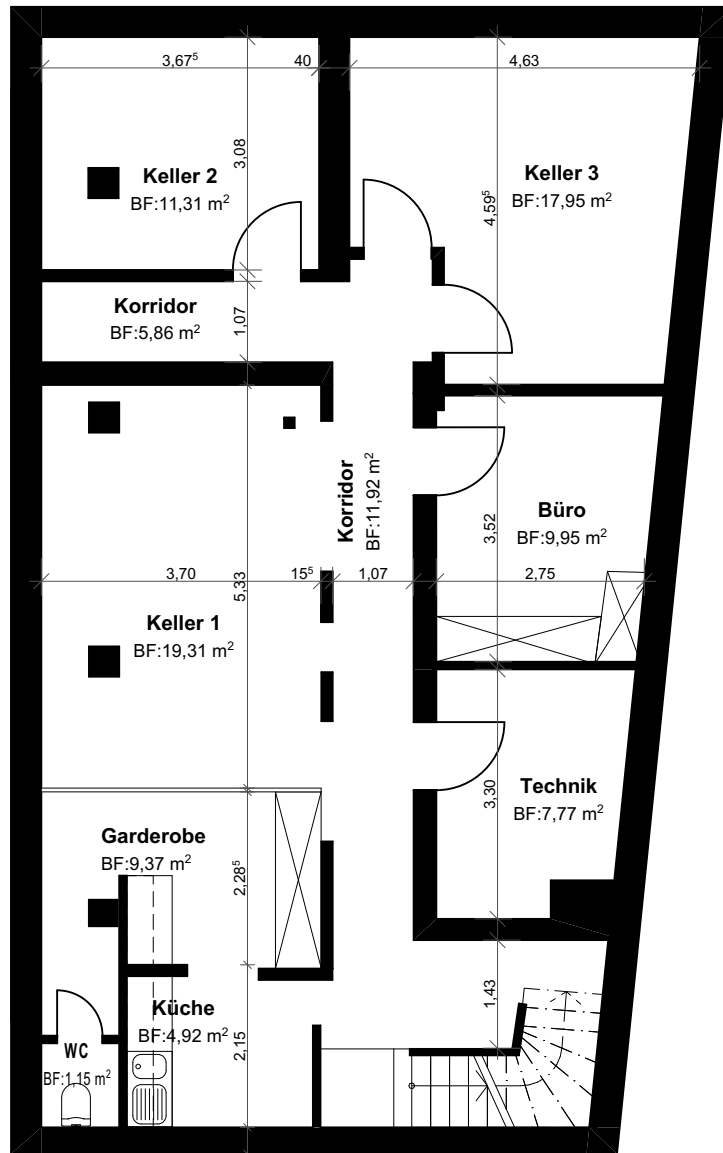 3,67⁵
40
4,63
3,08
Keller 2
BF:11,31 m²
4,59⁵
Keller 3
BF:17,95 m²
Korridor
BF:5,86 m²
1,07
Korridor
BF:11,92 m²
3,52
Büro
BF:9,95 m²
3,70
15⁵
1,07
2,75
5,33
Keller 1
BF:19,31 m²
3,30
Technik
BF:7,77 m²
Garderobe
BF:9,37 m²
2,28⁵
1,43
Küche
BF:4,92 m²
2,15
WC
BF:1,15 m²